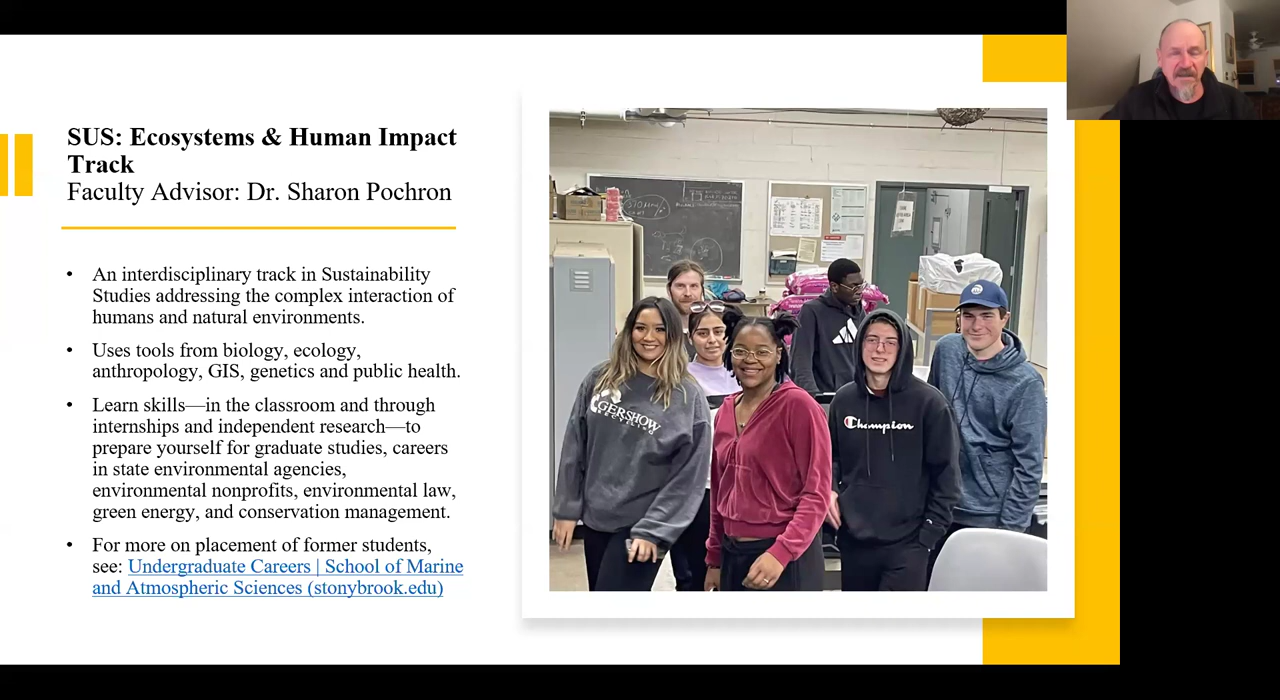 SUS: Ecosystems & Human Impact
Track
Faculty Advisor: Dr. Sharon Pochron
• An interdisciplinary track in Sustainability
Studies addressing the complex interaction of
humans and natural environments.
• Uses tools from biology, ecology,
anthropology, GIS, genetics and public health.
• Learn skills—in the classroom and through
internships and independent research—to
prepare yourself for graduate studies, careers
in state environmental agencies,
environmental nonprofits, environmental law,
green energy, and conservation management.
• For more on placement of former students,
see: Undergraduate Careers | School of Marine
and Atmospheric Sciences (stonybrook.edu)
GERSHOW
RECYCLING
Champion